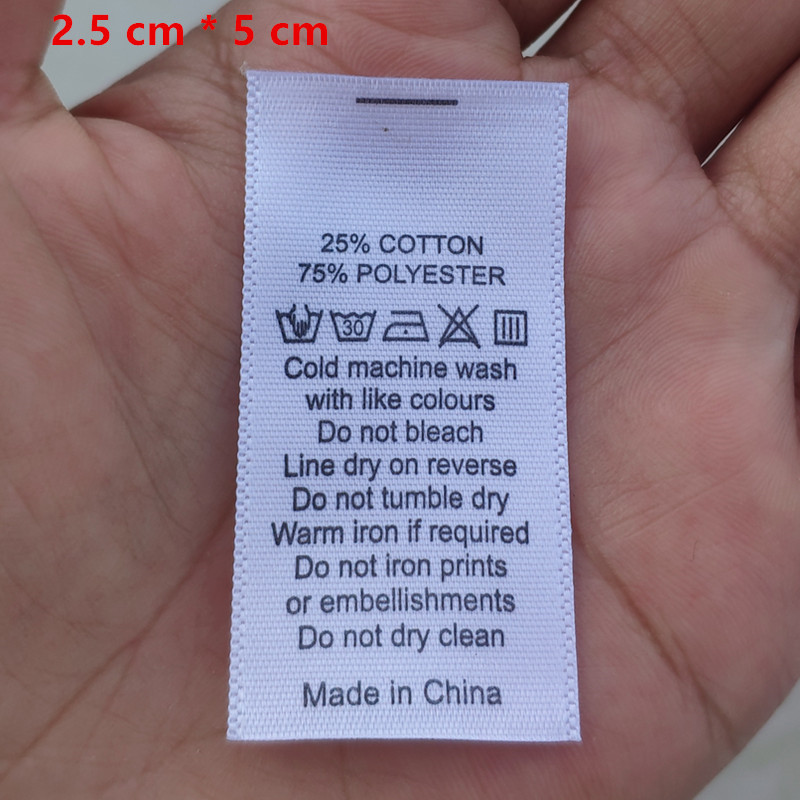 2.5 cm * 5 cm
25% COTTON
75% POLYESTER
30
Cold machine wash
with like colours
Do not bleach
Line dry on reverse
Do not tumble dry
Warm iron if required
Do not iron prints
or embellishments
Do not dry clean
Made in China